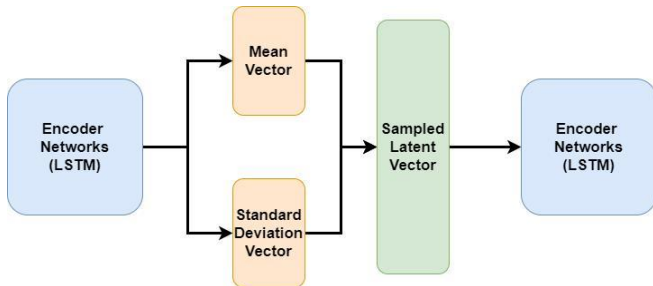 Encoder
Networks
(LSTM)
Mean
Vector
Standard
Deviation
Vector
Sampled
Latent
Vector
Encoder
Networks
(LSTM)